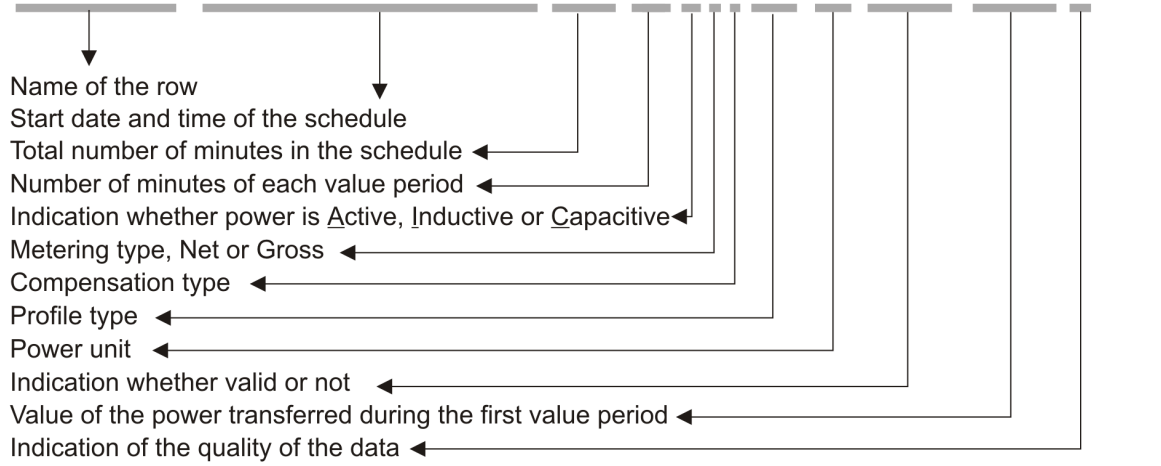 Name of the row
Start date and time of the schedule
Total number of minutes in the schedule
Number of minutes of each value period
Indication whether power is Active, Inductive or Capacitive
Metering type, Net or Gross
Compensation type
Profile type
Power unit
Indication whether valid or not
Value of the power transferred during the first value period
Indication of the quality of the data